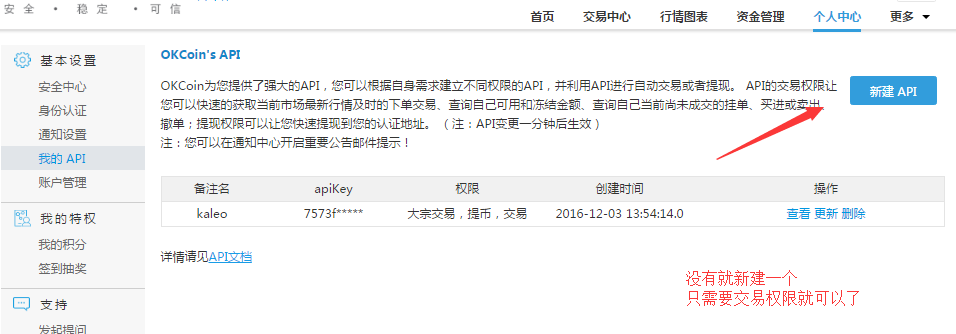 安全 • 稳定 • 可信
首页 交易中心 行情图表 资金管理 个人中心 更多
基本设置
安全中心
身份认证
通知设置
我的 API
账户管理
我的特权
我的积分
签到抽奖
支持
发起提问
OKCoin's API
OKCoin为您提供了强大的API，您可以根据自身需求建立不同权限的API，并利用API进行自动交易或者提现。 API的交易权限让
您可以快速的获取当前市场最新行情及时的下单交易、查询自己可用和冻结金额、查询自己当前尚未成交的挂单、买进或卖出、
撤单；提现权限可以让您快速提现到您的认证地址。（注：API变更一分钟后生效）
注：您可以在通知中心开启重要公告邮件提示！
新建 API
备注名 apiKey 权限 创建时间 操作
kaleo 7573f***** 大宗交易，提币，交易 2016-12-03 13:54:14.0 查看 更新 删除
详情请见API文档
没有就新建一个
只需要交易权限就可以了